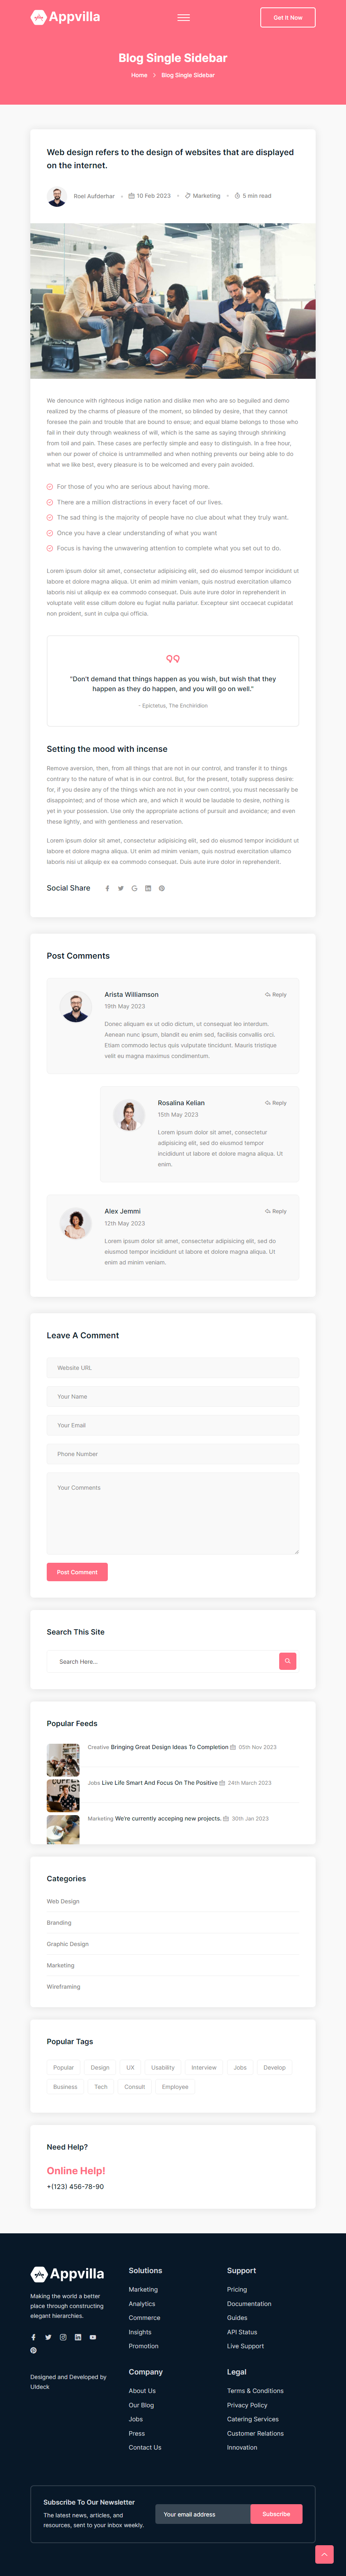 Appvilla
Get It Now
Blog Single Sidebar
Home > Blog Single Sidebar
Web design refers to the design of websites that are displayed
on the internet.
Roel Aufderhar
10 Feb 2023
Marketing
5 min read
We denounce with righteous indige nation and dislike men who are so beguiled and demo
realized by the charms of pleasure of the moment, so blinded by desire, that they cannot
foresee the pain and trouble that are bound to ensue; and equal blame belongs to those who
fail in their duty through weakness of will, which is the same as saying through shrinking
from toil and pain. These cases are perfectly simple and easy to distinguish. In a free hour,
when our power of choice is untrammelled and when nothing prevents our being able to do
what we like best, every pleasure is to be welcomed and every pain avoided.
For those of you who are serious about having more.
There are a million distractions in every facet of our lives.
The sad thing is the majority of people have no clue about what they truly want.
Once you have a clear understanding of what you want
Focus is having the unwavering attention to complete what you set out to do.
Lorem ipsum dolor sit amet, consectetur adipisicing elit, sed do eiusmod tempor incididunt ut
labore et dolore magna aliqua. Ut enim ad minim veniam, quis nostrud exercitation ullamco
laboris nisi ut aliquip ex ea commodo consequat. Duis aute irure dolor in reprehenderit in
voluptate velit esse cillum dolore eu fugiat nulla pariatur. Excepteur sint occaecat cupidatat
non proident, sunt in culpa qui officia.
"Don't demand that things happen as you wish, but wish that they
happen as they do happen, and you will go on well."
- Epictetus, The Enchiridion
Setting the mood with incense
Remove aversion, then, from all things that are not in our control, and transfer it to things
contrary to the nature of what is in our control. But, for the present, totally suppress desire:
for, if you desire any of the things which are not in your own control, you must necessarily be
disappointed; and of those which are, and which it would be laudable to desire, nothing is
yet in your possession. Use only the appropriate actions of pursuit and avoidance; and even
these lightly, and with gentleness and reservation.
Lorem ipsum dolor sit amet, consectetur adipisicing elit, sed do eiusmod tempor incididunt ut
labore et dolore magna aliqua. Ut enim ad minim veniam, quis nostrud exercitation ullamco
laboris nisi ut aliquip ex ea commodo consequat. Duis aute irure dolor in reprehenderit.
Social Share
Post Comments
Arista Williamson
Reply
19th May 2023
Donec aliquam ex ut odio dictum, ut consequat leo interdum.
Aenean nunc ipsum, blandit eu enim sed, facilisis convallis orci.
Etiam commodo lectus quis vulputate tincidunt. Mauris tristique
velit eu magna maximus condimentum.
Rosalina Kelian
Reply
15th May 2023
Lorem ipsum dolor sit amet, consectetur
adipisicing elit, sed do eiusmod tempor
incididunt ut labore et dolore magna aliqua. Ut
enim.
Alex Jemmi
Reply
12th May 2023
Lorem ipsum dolor sit amet, consectetur adipisicing elit, sed do
eiusmod tempor incididunt ut labore et dolore magna aliqua. Ut
enim ad minim veniam.
Leave A Comment
Website URL
Your Name
Your Email
Phone Number
Your Comments
Post Comment
Search This Site
Search Here...
Popular Feeds
Creative Bringing Great Design Ideas To Completion 05th Nov 2023
Jobs Live Life Smart And Focus On The Positive 24th March 2023
Marketing We're currently acceping new projects. 30th Jan 2023
Categories
Web Design
Branding
Graphic Design
Marketing
Wireframing
Popular Tags
Popular Design UX Usability Interview Jobs Develop
Business Tech Consult Employee
Need Help?
Online Help!
+(123) 456-78-90
Appvilla
Making the world a better
place through constructing
elegant hierarchies.
Designed and Developed by
UIdeck
Solutions
Marketing
Analytics
Commerce
Insights
Promotion
Support
Pricing
Documentation
Guides
API Status
Live Support
Company
About Us
Our Blog
Jobs
Press
Contact Us
Legal
Terms & Conditions
Privacy Policy
Catering Services
Customer Relations
Innovation
Subscribe To Our Newsletter
The latest news, articles, and
resources, sent to your inbox weekly.
Your email address
Subscribe